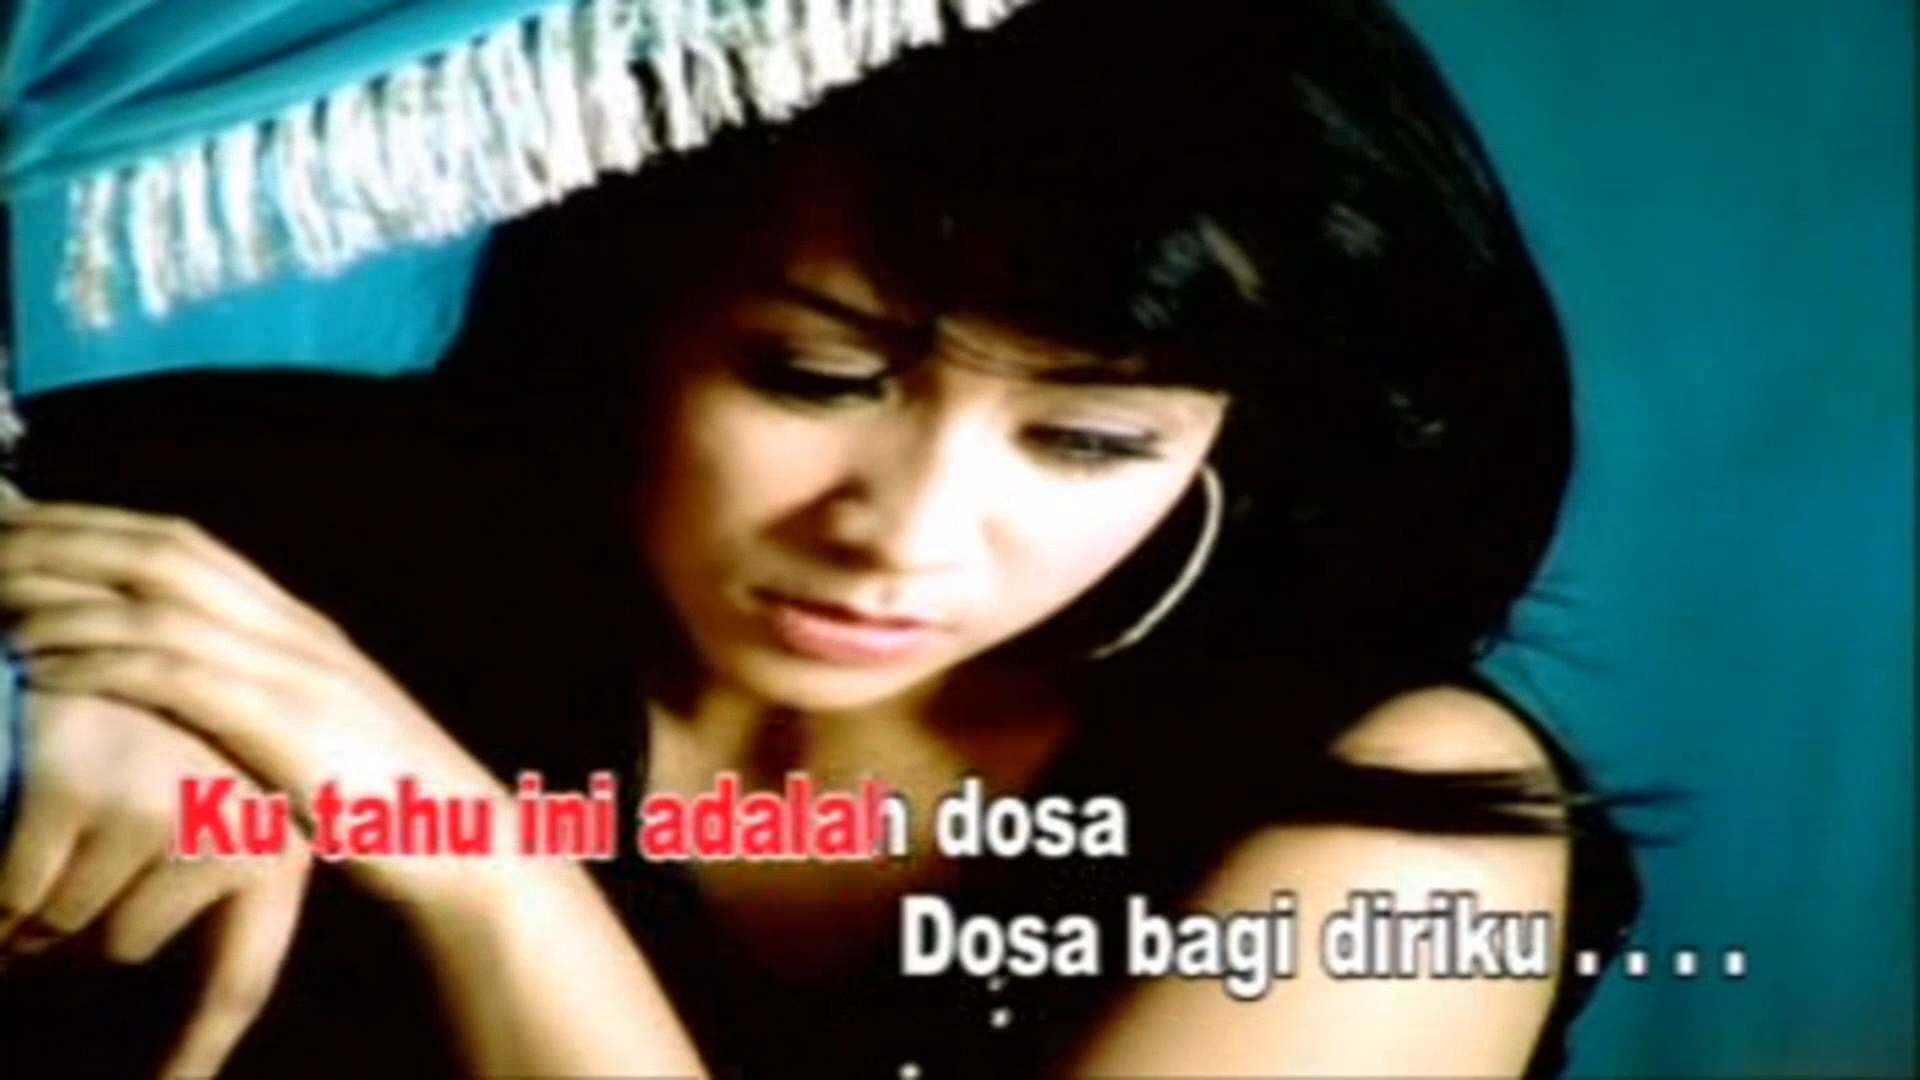 Ku tahu ini adalah dosa
Dosa bagi diriku . . . .